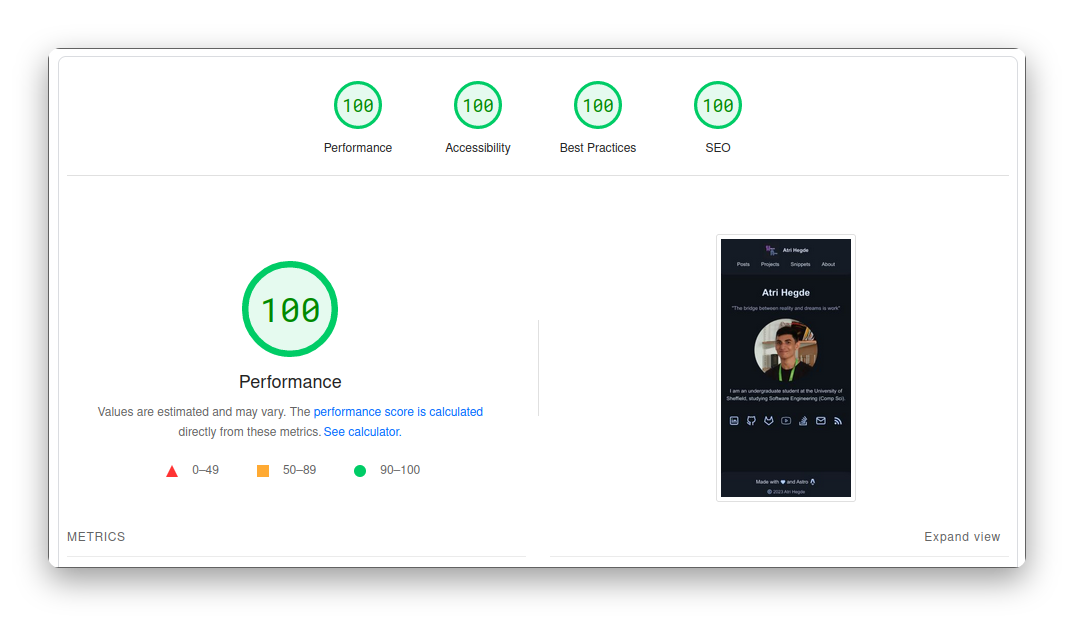 100 100 100 100
Performance Accessibility Best Practices SEO
100
Performance
Values are estimated and may vary. The performance score is calculated
directly from these metrics. See calculator.
0–49 50–89 90–100
Atri Hegde
Posts Projects Snippets About
Atri Hegde
"The bridge between reality and dreams is work"
I am an undergraduate student at the University of
Sheffield, studying Software Engineering (Comp Sci)
Made with and Astro
© 2023 Atri Hegde
METRICS Expand view